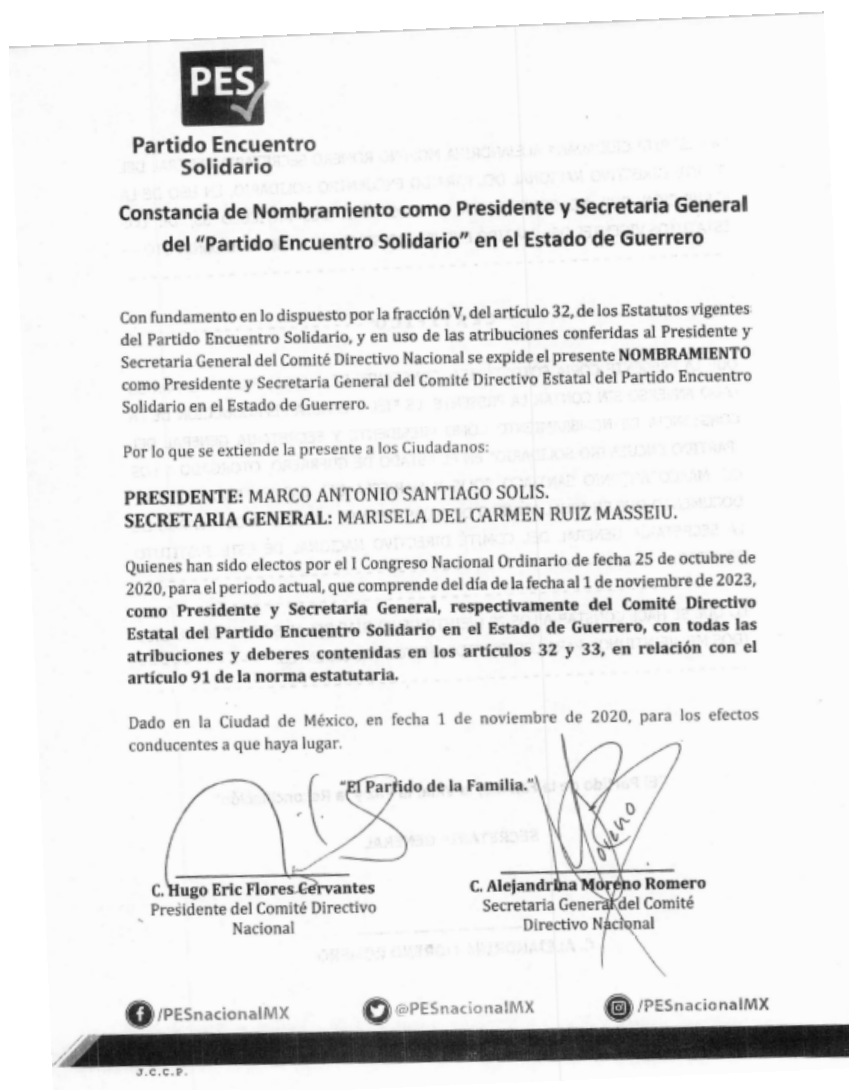 PES
Partido Encuentro
Solidario
Constancia de Nombramiento como Presidente y Secretaria General
del "Partido Encuentro Solidario" en el Estado de Guerrero
Con fundamento en lo dispuesto por la fracción V, del artículo 32, de los Estatutos vigentes
del Partido Encuentro Solidario, y en uso de las atribuciones conferidas al Presidente y
Secretaria General del Comité Directivo Nacional se expide el presente NOMBRAMIENTO
como Presidente y Secretaria General del Comité Directivo Estatal del Partido Encuentro
Solidario en el Estado de Guerrero.
Por lo que se extiende la presente a los Ciudadanos:
PRESIDENTE: MARCO ANTONIO SANTIAGO SOLIS.
SECRETARIA GENERAL: MARISELA DEL CARMEN RUIZ MASSEIU.
Quienes han sido electos por el I Congreso Nacional Ordinario de fecha 25 de octubre de
2020, para el periodo actual, que comprende del día de la fecha al 1 de noviembre de 2023,
como Presidente y Secretaria General, respectivamente del Comité Directivo
Estatal del Partido Encuentro Solidario en el Estado de Guerrero, con todas las
atribuciones y deberes contenidas en los artículos 32 y 33, en relación con el
artículo 91 de la norma estatutaria.
Dado en la Ciudad de México, en fecha 1 de noviembre de 2020, para los efectos
conducentes a que haya lugar.
"El Partido de la Familia."
C. Hugo Eric Flores Cervantes
Presidente del Comité Directivo
Nacional
C. Alejandrina Moreno Romero
Secretaria General del Comité
Directivo Nacional
/PESnacionalMX
@PESnacionalMX
/PESnacionalMX
J.C.C.P.